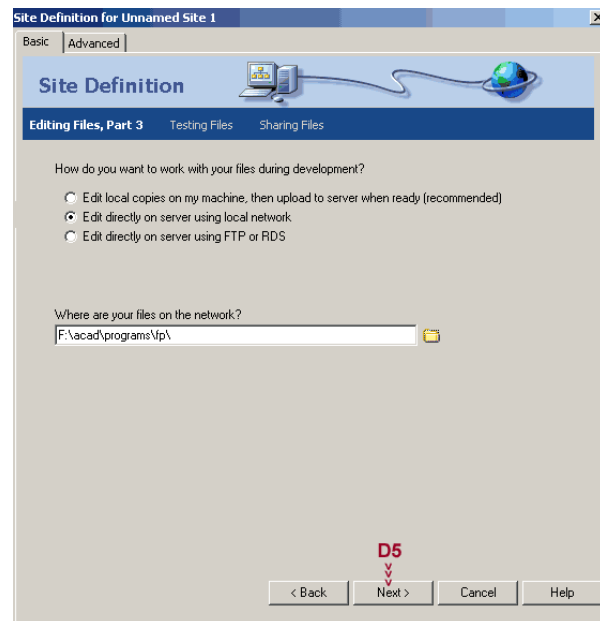 Site Definition for Unnamed Site 1
Basic Advanced
Site Definition
Editing Files, Part 3 Testing Files Sharing Files
How do you want to work with your files during development?
Edit local copies on my machine, then upload to server when ready (recommended)
Edit directly on server using local network
Edit directly on server using FTP or RDS
Where are your files on the network?
F:\acad\programs\fp\
D5
< Back Next > Cancel Help